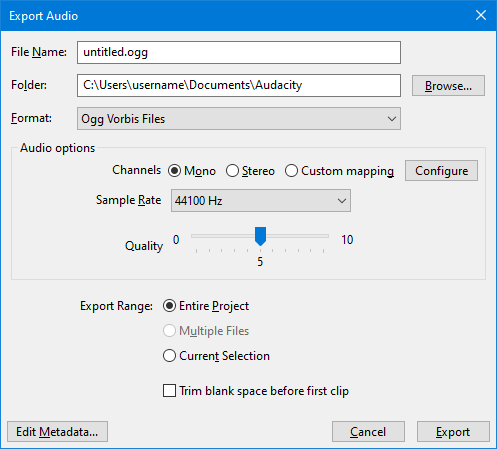 Export Audio
File Name: untitled.ogg
Folder: C:\Users\username\Documents\Audacity Browse...
Format: Ogg Vorbis Files
Audio options
Channels Mono Stereo Custom mapping Configure
Sample Rate 44100 Hz
Quality 0 10
5
Export Range: Entire Project
Multiple Files
Current Selection
Trim blank space before first clip
Edit Metadata... Cancel Export